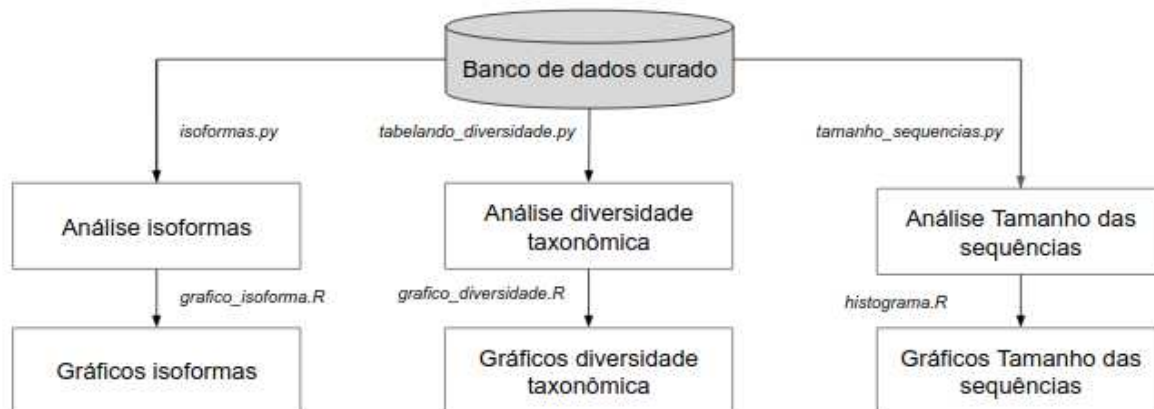 Banco de dados curado
isoformas.py
tabelando_diversidade.py
tamanho_sequencias.py
Análise isoformas
Análise diversidade
taxonômica
Análise Tamanho das
sequências
grafico_isoforma.R
grafico_diversidade.R
histograma.R
Gráficos isoformas
Gráficos diversidade
taxonômica
Gráficos Tamanho das
sequências